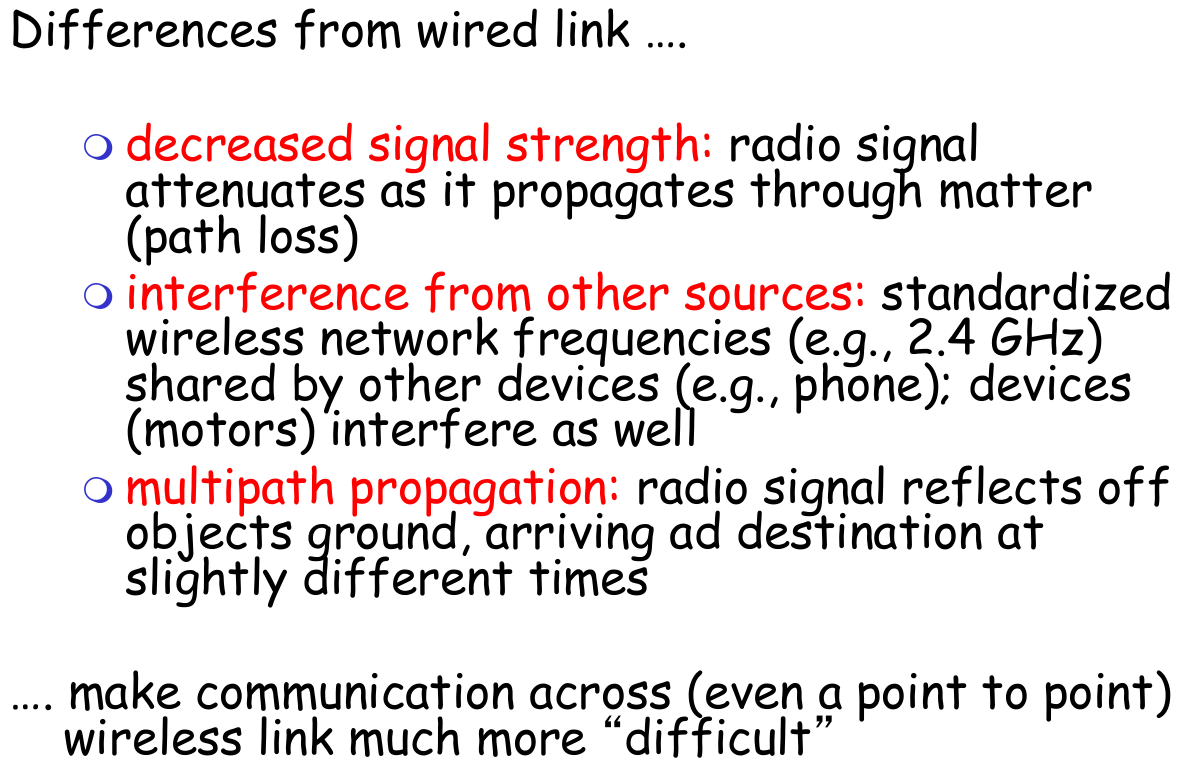 Differences from wired link ....
decreased signal strength: radio signal
attenuates as it propagates through matter
(path loss)
interference from other sources: standardized
wireless network frequencies (e.g., 2.4 GHz)
shared by other devices (e.g., phone); devices
(motors) interfere as well
multipath propagation: radio signal reflects off
objects ground, arriving ad destination at
slightly different times
.... make communication across (even a point to point)
wireless link much more “difficult”